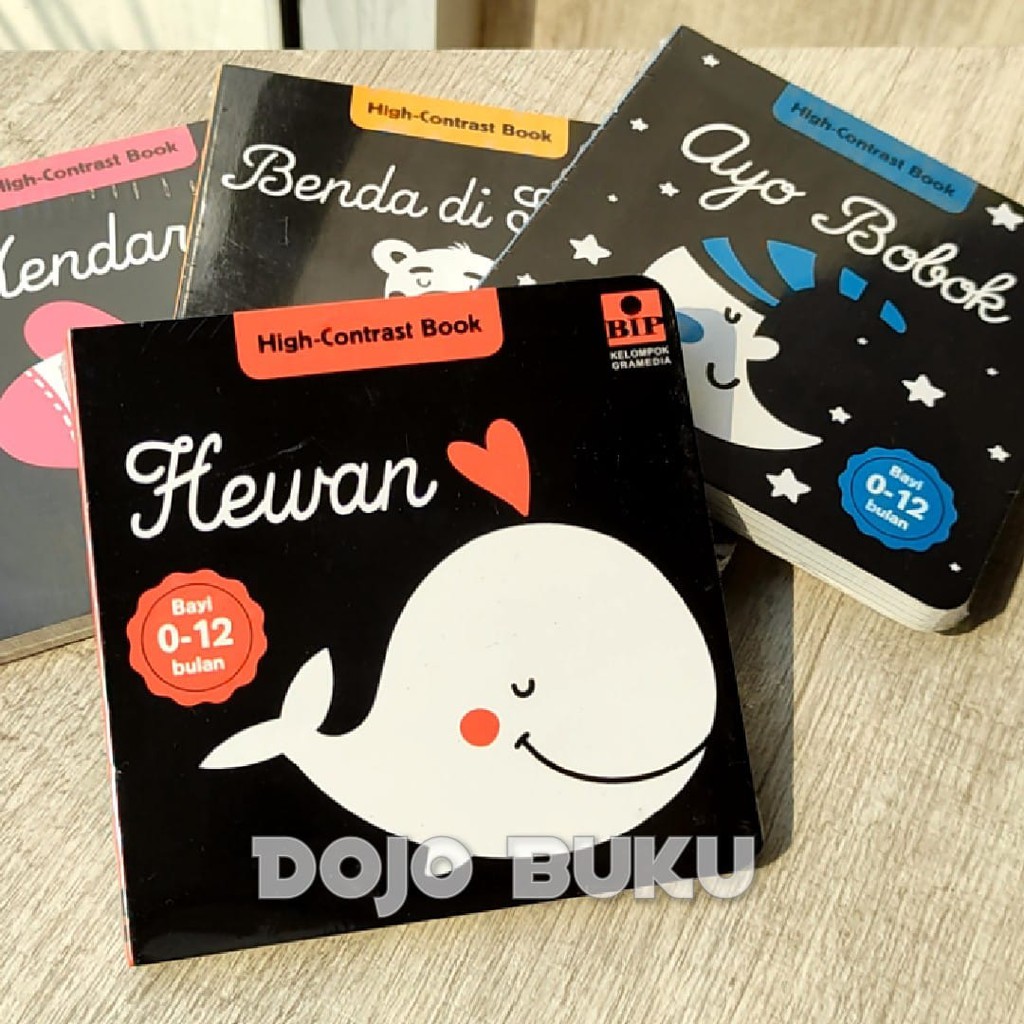 High-Contrast Book
Benda di
High-Contrast Book
Ayo Bobok
Bayi
0-12
bulan
High-Contrast Book
High-Contrast Book
BIP
KELOMPOK
GRAMEDIA
Hewan
Bayi
0-12
bulan
DOJO BUKU